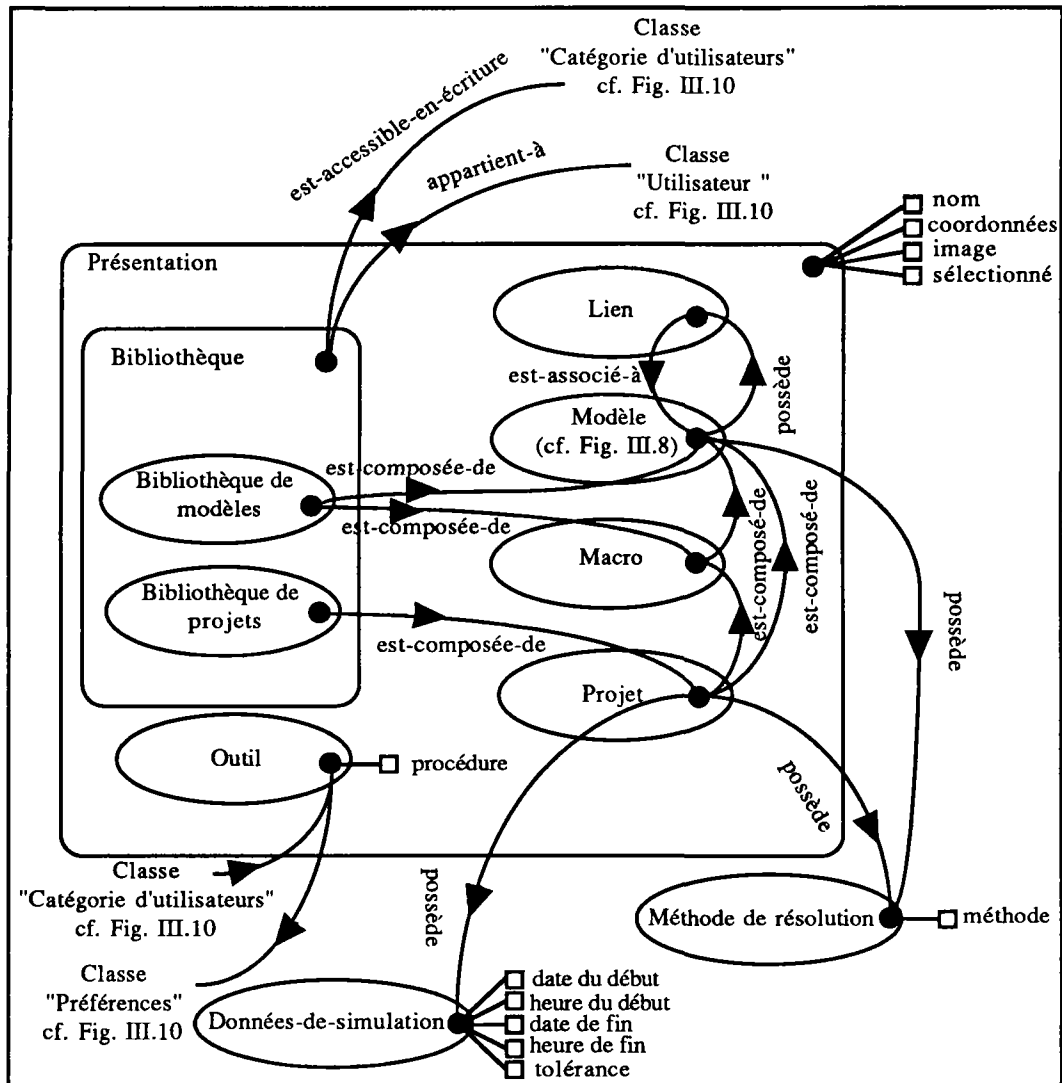 Classe
"Catégorie d'utilisateurs"
cf. Fig. III.10
est-accessible-en-écriture
appartient-à
Classe
"Utilisateur "
cf. Fig. III.10
nom
coordonnées
image
sélectionné
Présentation
Bibliothèque
Lien
est-associé-à
possède
Modèle
(cf. Fig. III.8)
Bibliothèque de
modèles
est-composée-de
est-composée-de
Macro
est-composé-de
est-composé-de
Bibliothèque de
projets
est-composée-de
possède
Projet
Outil
procédure
possède
possède
Classe
"Catégorie d'utilisateurs"
cf. Fig. III.10
Méthode de résolution
méthode
Classe
"Préférences"
cf. Fig. III.10
Données-de-simulation
date du début
heure du début
date de fin
heure de fin
tolérance